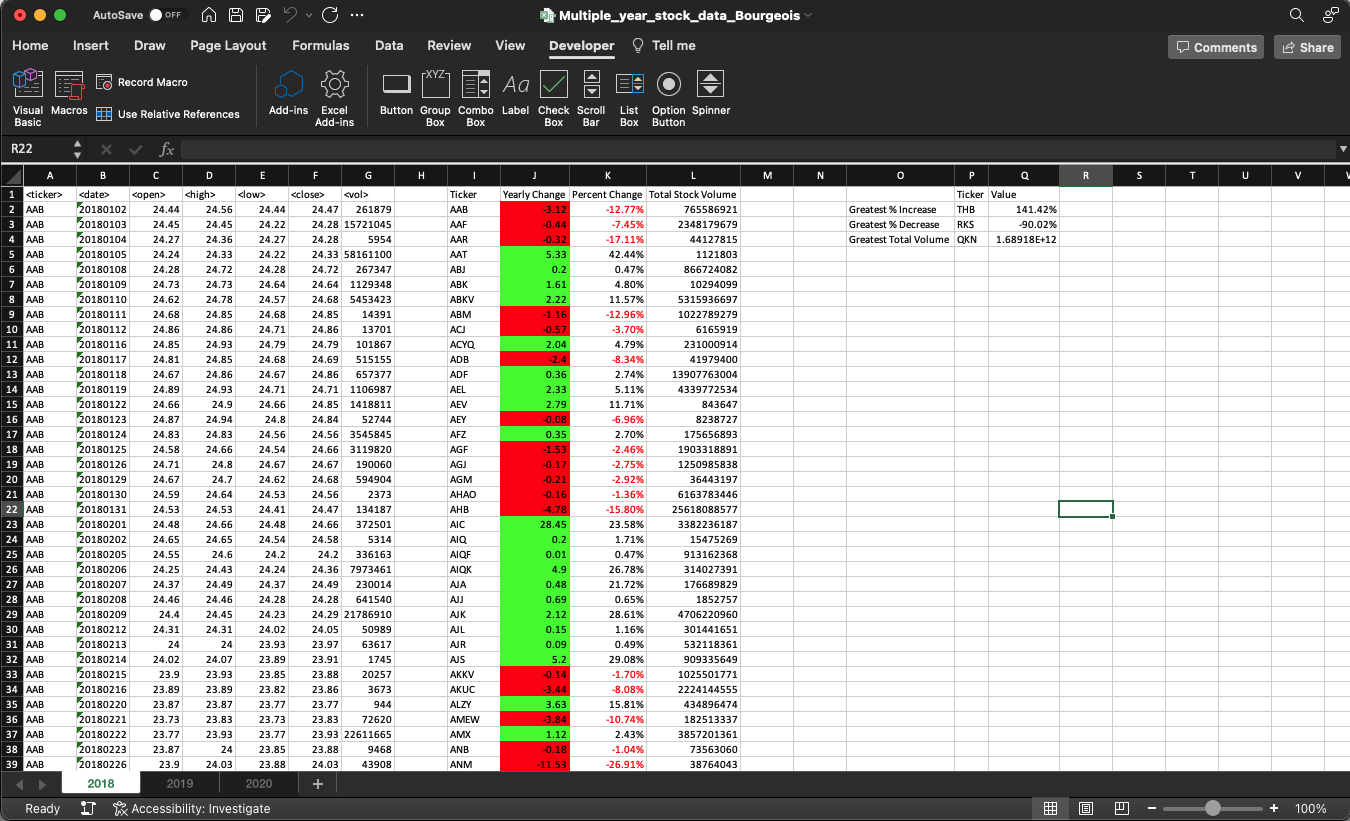 AutoSave OFF Multiple_year_stock_data_Bourgeois
Home Insert Draw Page Layout Formulas Data Review View Developer Tell me Comments Share
Visual Basic Macros Record Macro Use Relative References Add-ins Excel Add-ins Button XYZ Group Box Combo Box Aa Label Check Box Scroll Bar List Box Option Button Spinner
R22 fx
A B C D E F G H I J K L M N O P Q R S T U V
1 <ticker> <date> <open> <high> <low> <close> <vol> Ticker Yearly Change Percent Change Total Stock Volume Ticker Value
2 AAB 20180102 24.44 24.56 24.44 24.47 261879 AAB -3.12 -12.77% 765586921 Greatest % Increase THB 141.42%
3 AAB 20180103 24.45 24.45 24.22 24.28 15721045 AAF -0.44 -7.45% 2348179679 Greatest % Decrease RKS -90.02%
4 AAB 20180104 24.27 24.36 24.27 24.28 5954 AAR -0.32 -17.11% 44127815 Greatest Total Volume QKN 1.68918E+12
5 AAB 20180105 24.24 24.33 24.22 24.33 58161100 AAT 5.33 42.44% 1121803
6 AAB 20180108 24.28 24.72 24.28 24.72 267347 ABJ 0.2 0.47% 866724082
7 AAB 20180109 24.73 24.73 24.64 24.64 1129348 ABK 1.61 4.80% 10294099
8 AAB 20180110 24.62 24.78 24.57 24.68 5453423 ABKV 2.22 11.57% 5315936697
9 AAB 20180111 24.68 24.85 24.68 24.85 14391 ABM -1.16 -12.96% 1022789279
10 AAB 20180112 24.86 24.86 24.71 24.86 13701 ACJ -0.57 -3.70% 6165919
11 AAB 20180116 24.85 24.93 24.79 24.79 101867 ACYQ 2.04 4.79% 231000914
12 AAB 20180117 24.81 24.85 24.68 24.69 515155 ADB -2.4 -8.34% 41979400
13 AAB 20180118 24.67 24.86 24.67 24.86 657377 ADF 0.36 2.74% 13907763004
14 AAB 20180119 24.89 24.93 24.71 24.71 1106987 AEL 2.33 5.11% 4339772534
15 AAB 20180122 24.66 24.9 24.66 24.85 1418811 AEV 2.79 11.71% 843647
16 AAB 20180123 24.87 24.94 24.8 24.84 52744 AEY -0.08 -6.96% 8238727
17 AAB 20180124 24.83 24.83 24.56 24.56 3545845 AFZ 0.35 2.70% 175656893
18 AAB 20180125 24.58 24.66 24.54 24.66 3119820 AGF -1.53 -2.46% 1903318891
19 AAB 20180126 24.71 24.8 24.67 24.67 190060 AGJ -0.17 -2.75% 1250985838
20 AAB 20180129 24.67 24.7 24.62 24.68 594904 AGM -0.21 -2.92% 36443197
21 AAB 20180130 24.59 24.64 24.53 24.56 2373 AHAO -0.16 -1.36% 6163783446
22 AAB 20180131 24.53 24.53 24.41 24.47 134187 AHB -4.78 -15.80% 25618088577
23 AAB 20180201 24.48 24.66 24.48 24.66 372501 AIC 28.45 23.58% 3382236187
24 AAB 20180202 24.65 24.65 24.54 24.58 5314 AIQ 0.2 1.71% 15475269
25 AAB 20180205 24.55 24.6 24.2 24.2 336163 AIQF 0.01 0.47% 913162368
26 AAB 20180206 24.25 24.43 24.24 24.36 7973461 AIQK 4.9 26.78% 314027391
27 AAB 20180207 24.37 24.49 24.37 24.49 230014 AJA 0.48 21.72% 176689829
28 AAB 20180208 24.46 24.46 24.28 24.28 641540 AJJ 0.69 0.65% 1852757
29 AAB 20180209 24.4 24.45 24.23 24.29 21786910 AJK 2.12 28.61% 4706220960
30 AAB 20180212 24.31 24.31 24.02 24.05 50989 AJL 0.15 1.16% 301441651
31 AAB 20180213 24 24 23.93 23.97 63617 AJR 0.09 0.49% 532118361
32 AAB 20180214 24.02 24.07 23.89 23.91 1745 AJS 5.2 29.08% 909335649
33 AAB 20180215 23.9 23.93 23.85 23.88 20257 AKKV -0.14 -1.70% 1025501771
34 AAB 20180216 23.89 23.89 23.82 23.86 3673 AKUC -3.44 -8.08% 2224144555
35 AAB 20180220 23.87 23.87 23.77 23.77 944 ALZY 3.63 15.81% 434896474
36 AAB 20180221 23.73 23.83 23.73 23.83 72620 AMEW -3.84 -10.74% 182513337
37 AAB 20180222 23.77 23.93 23.77 23.93 22611665 AMX 1.12 2.43% 3857201361
38 AAB 20180223 23.87 24 23.85 23.88 9468 ANB -0.18 -1.04% 73563060
39 AAB 20180226 23.9 24.03 23.88 24.03 43908 ANM -11.53 -26.91% 38764043
2018 2019 2020 +
Ready Accessibility: Investigate 100%